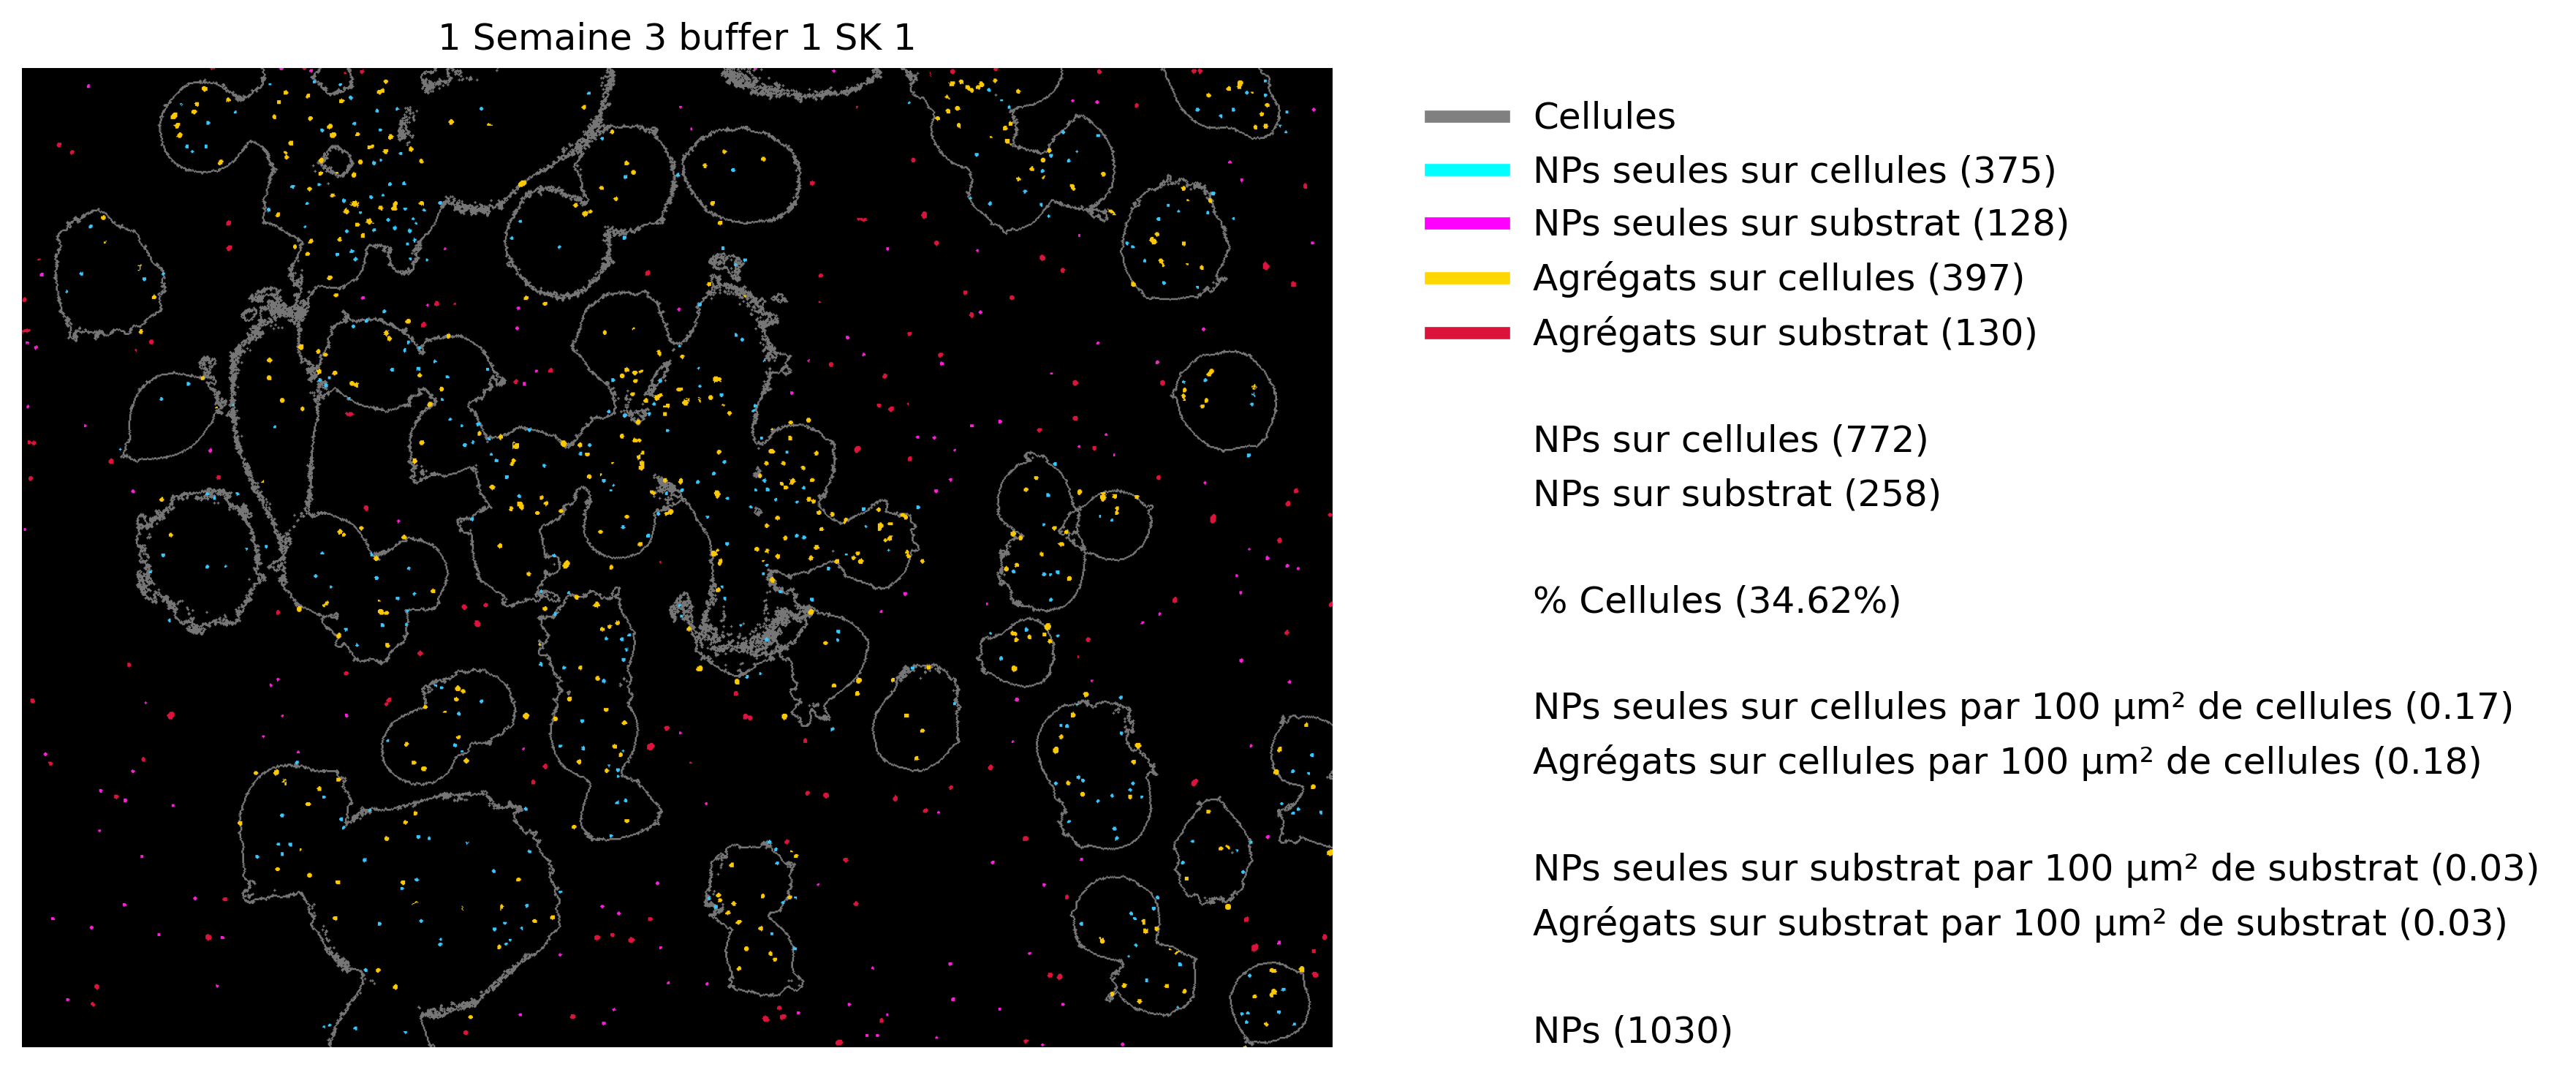 1 Semaine 3 buffer 1 SK 1
Cellules
NPs seules sur cellules (375)
NPs seules sur substrat (128)
Agrégats sur cellules (397)
Agrégats sur substrat (130)
NPs sur cellules (772)
NPs sur substrat (258)
% Cellules (34.62%)
NPs seules sur cellules par 100 µm² de cellules (0.17)
Agrégats sur cellules par 100 µm² de cellules (0.18)
NPs seules sur substrat par 100 µm² de substrat (0.03)
Agrégats sur substrat par 100 µm² de substrat (0.03)
NPs (1030)